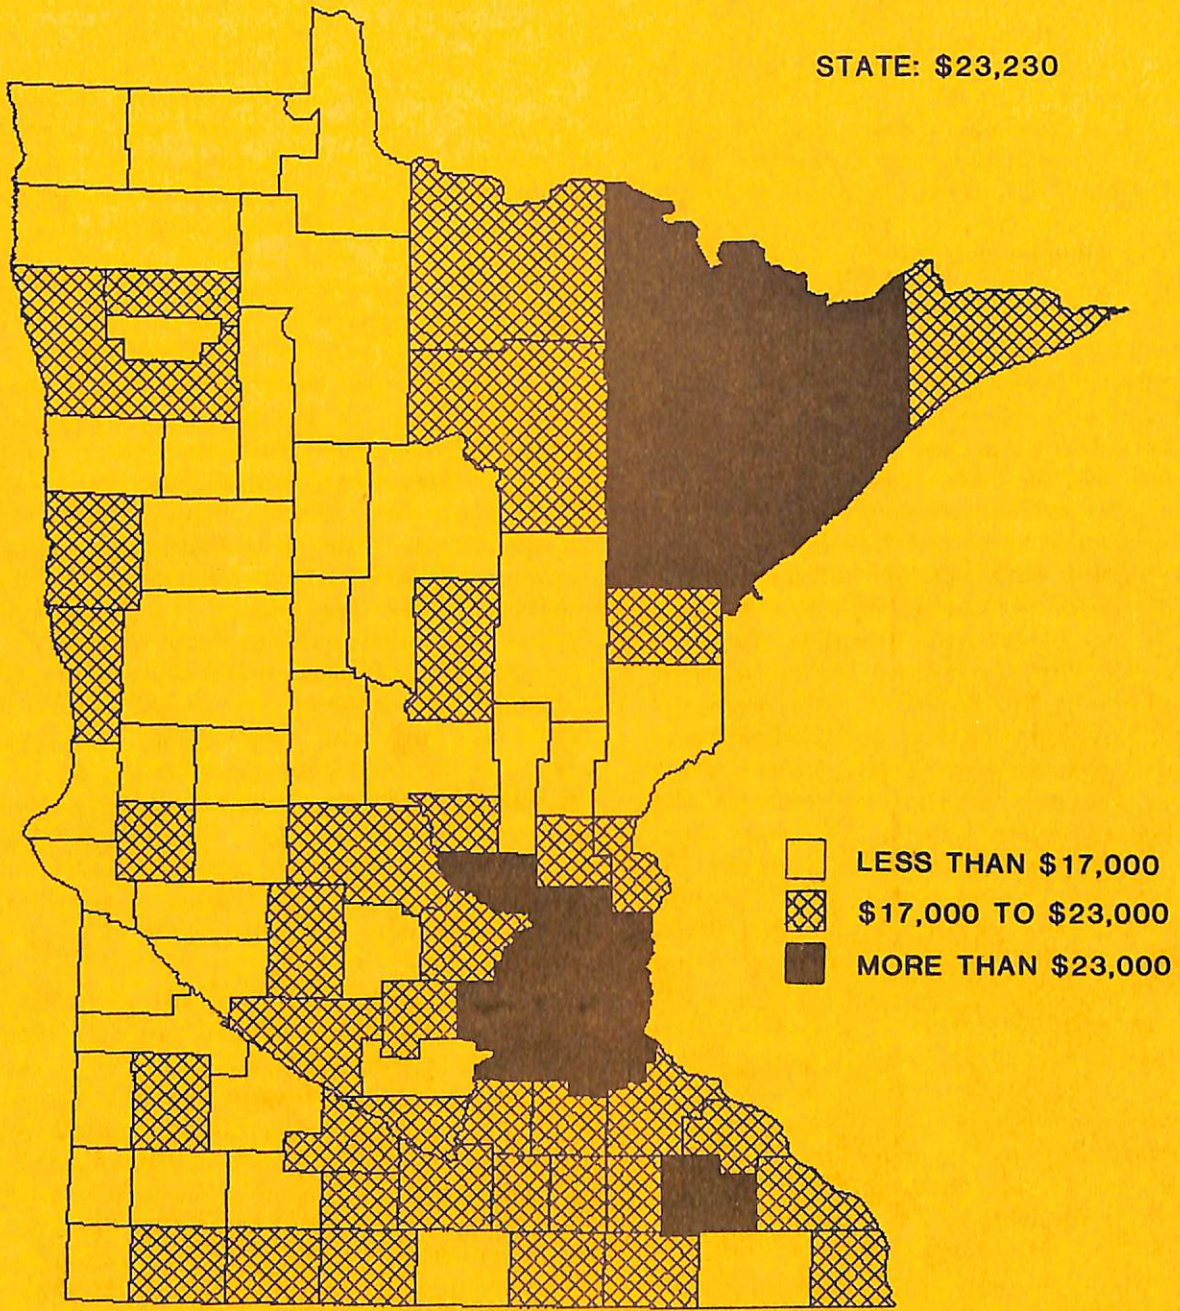 STATE: $23,230
LESS THAN $17,000
$17,000 TO $23,000
MORE THAN $23,000